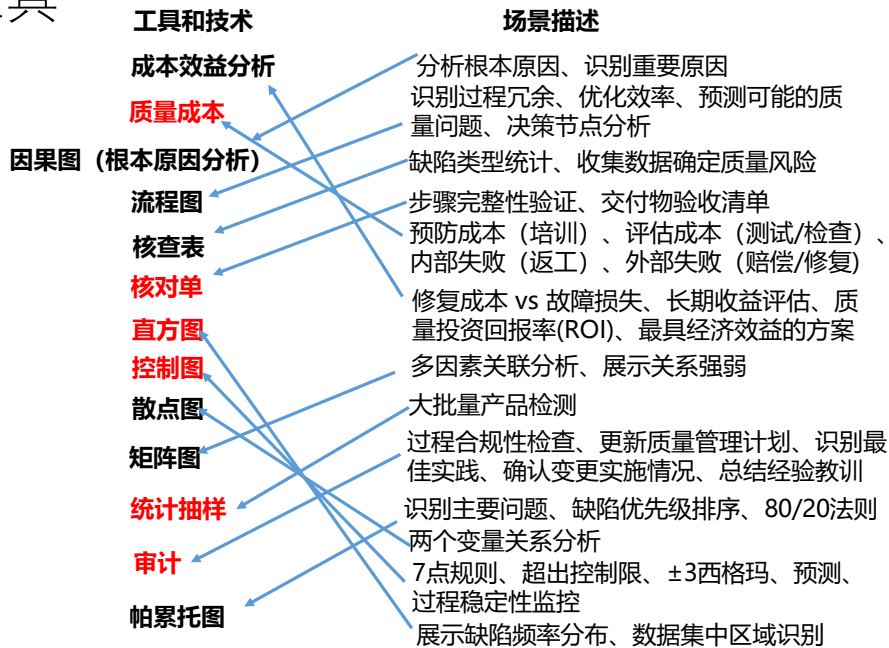 工具和技术
场景描述
成本效益分析
分析根本原因、识别重要原因
质量成本
识别过程冗余、优化效率、预测可能的质
量问题、决策节点分析
因果图（根本原因分析）
缺陷类型统计、收集数据确定质量风险
流程图
步骤完整性验证、交付物验收清单
核查表
预防成本（培训）、评估成本（测试/检查）、
内部失败（返工）、外部失败（赔偿/修复)
核对单
修复成本 vs 故障损失、长期收益评估、质
量投资回报率(ROI)、最具经济效益的方案
直方图
控制图
多因素关联分析、展示关系强弱
散点图
大批量产品检测
矩阵图
过程合规性检查、更新质量管理计划、识别最
佳实践、确认变更实施情况、总结经验教训
统计抽样
识别主要问题、缺陷优先级排序、80/20法则
两个变量关系分析
审计
7点规则、超出控制限、±3西格玛、预测、
过程稳定性监控
帕累托图
展示缺陷频率分布、数据集中区域识别